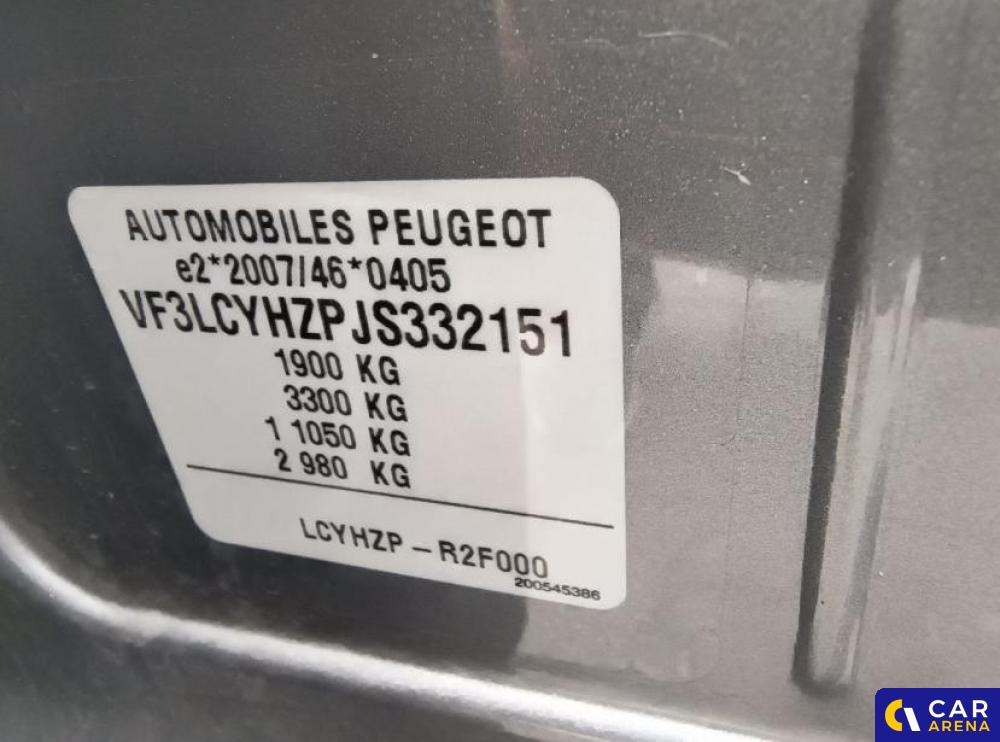 AUTOMOBILES PEUGEOT
e2*2007/46*0405
VF3LCYHZPJS332151
1900 KG
3300 KG
1 1050 KG
2 980 KG
LCYHZP - R2F000
200545386
CAR
ARENA